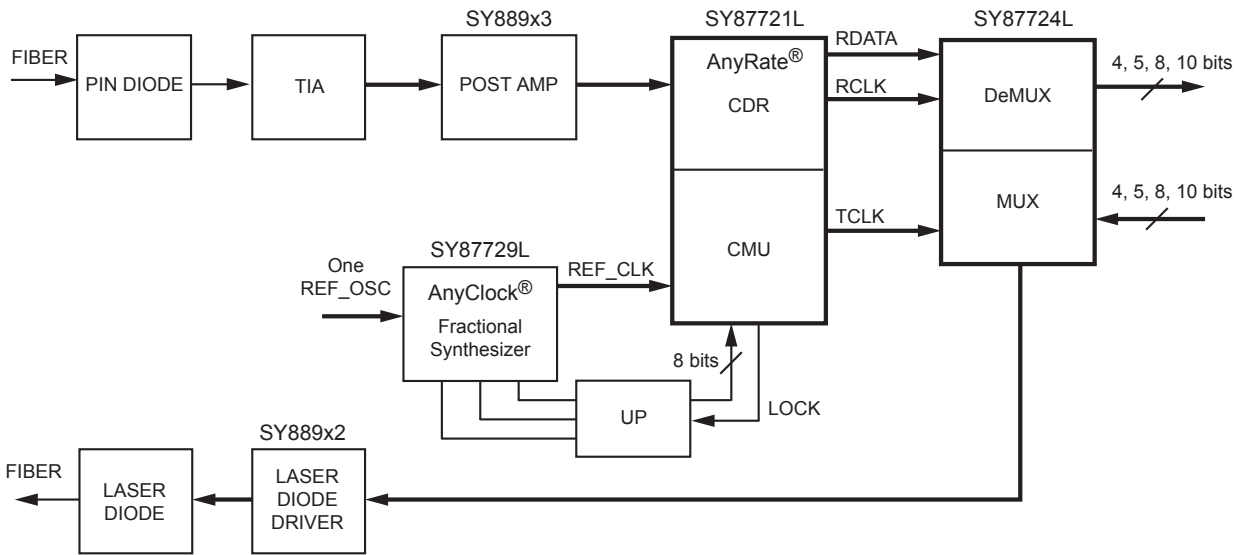 SY889x3
SY87721L
SY87724L
FIBER
PIN DIODE
TIA
POST AMP
AnyRate®
CDR
RDATA
RCLK
DeMUX
4, 5, 8, 10 bits
CMU
TCLK
MUX
4, 5, 8, 10 bits
SY87729L
One
REF_OSC
AnyClock®
Fractional
Synthesizer
REF_CLK
8 bits
UP
LOCK
SY889x2
FIBER
LASER
DIODE
LASER
DIODE
DRIVER